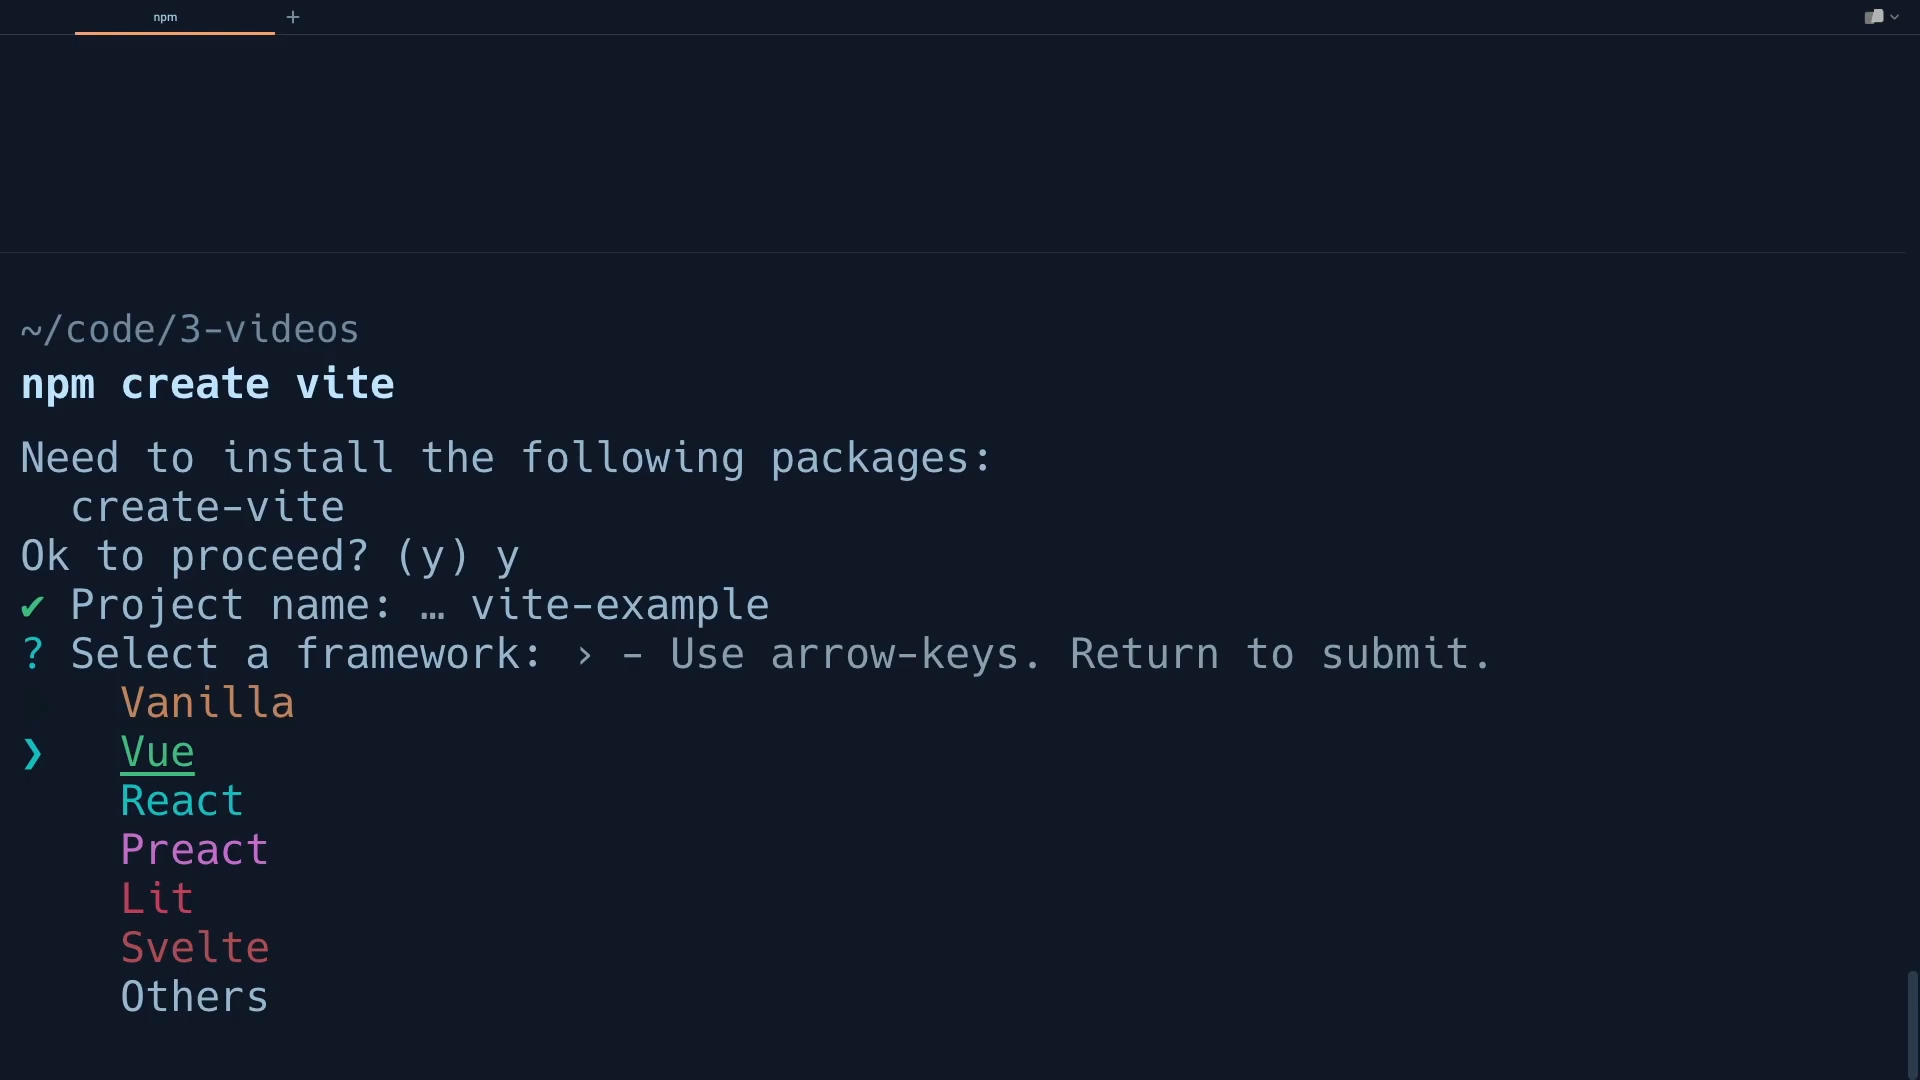 npm +
~/code/3-videos
npm create vite
Need to install the following packages:
create-vite
Ok to proceed? (y) y
✔ Project name: … vite-example
? Select a framework: › - Use arrow-keys. Return to submit.
Vanilla
❯ Vue
React
Preact
Lit
Svelte
Others